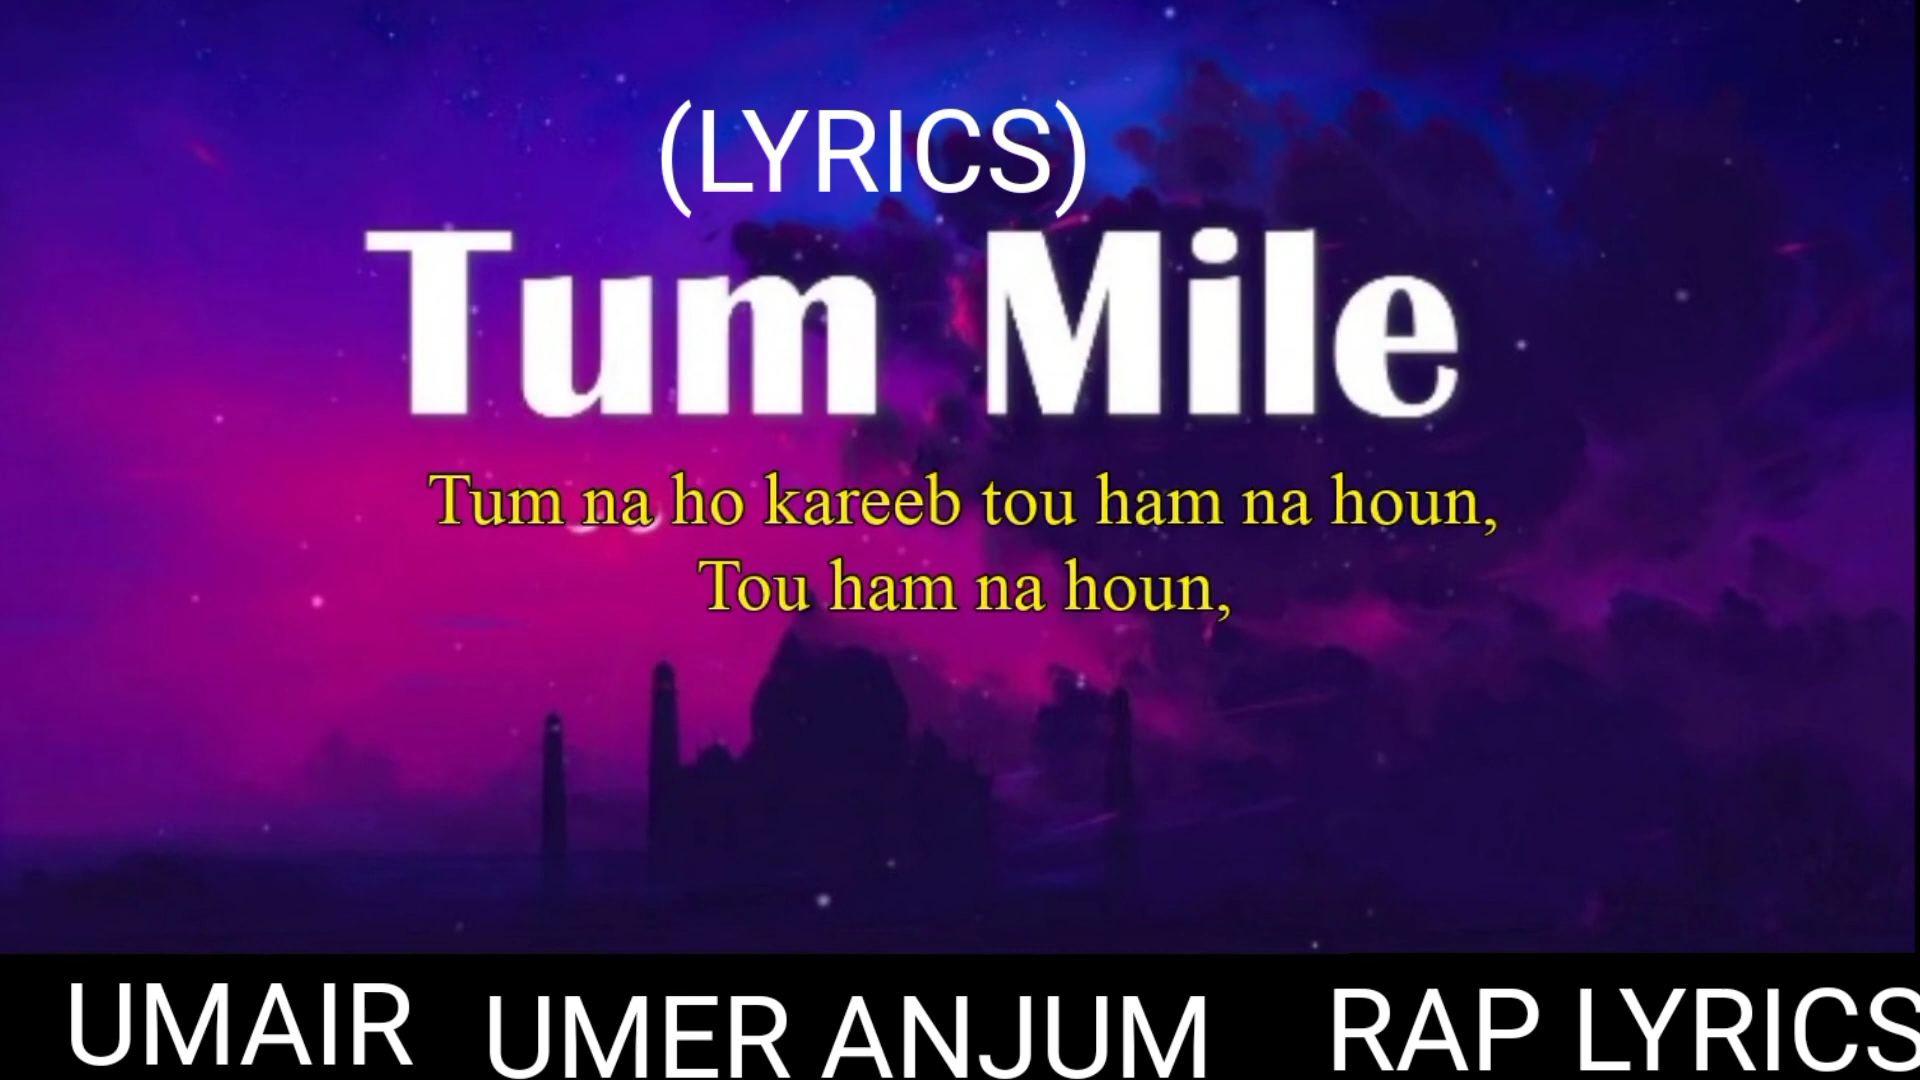 (LYRICS)
Tum Mile
Tum na ho kareeb tou ham na houn,
Tou ham na houn,
UMAIR UMER ANJUM RAP LYRICS